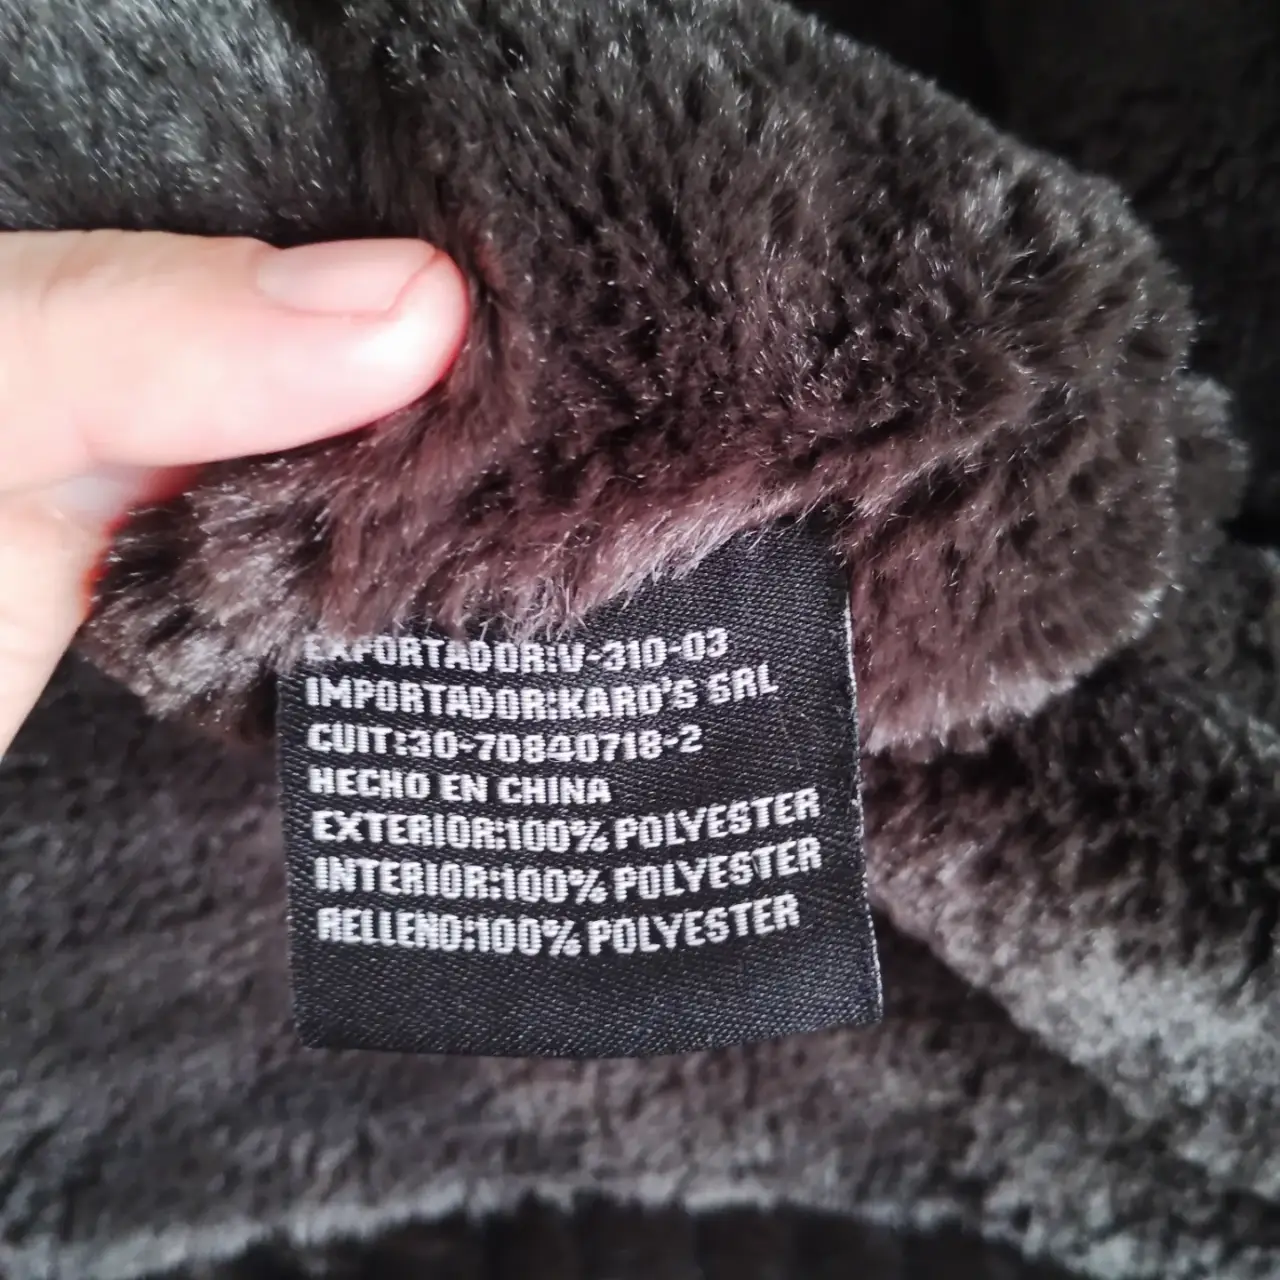 EXPORTADOR:V-310-03
IMPORTADOR:KARO'S SRL
CUIT:30-70840718-2
HECHO EN CHINA
EXTERIOR:100% POLYESTER
INTERIOR:100% POLYESTER
RELLENO:100% POLYESTER